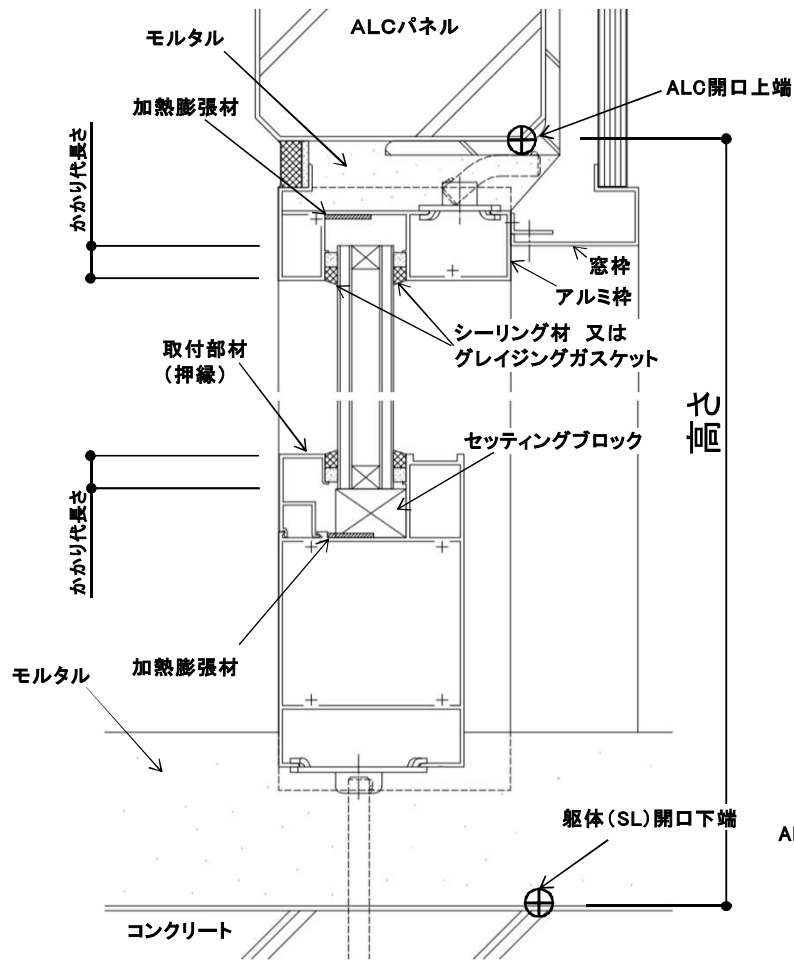 モルタル
ALCパネル
加熱膨張材
ALC開口上端
かかり代長さ
窓枠
アルミ枠
シーリング材 又は
グレイジングガスケット
取付部材
（押縁）
高さ
セッティングブロック
かかり代長さ
加熱膨張材
モルタル
躯体（SL）開口下端
AL
コンクリート